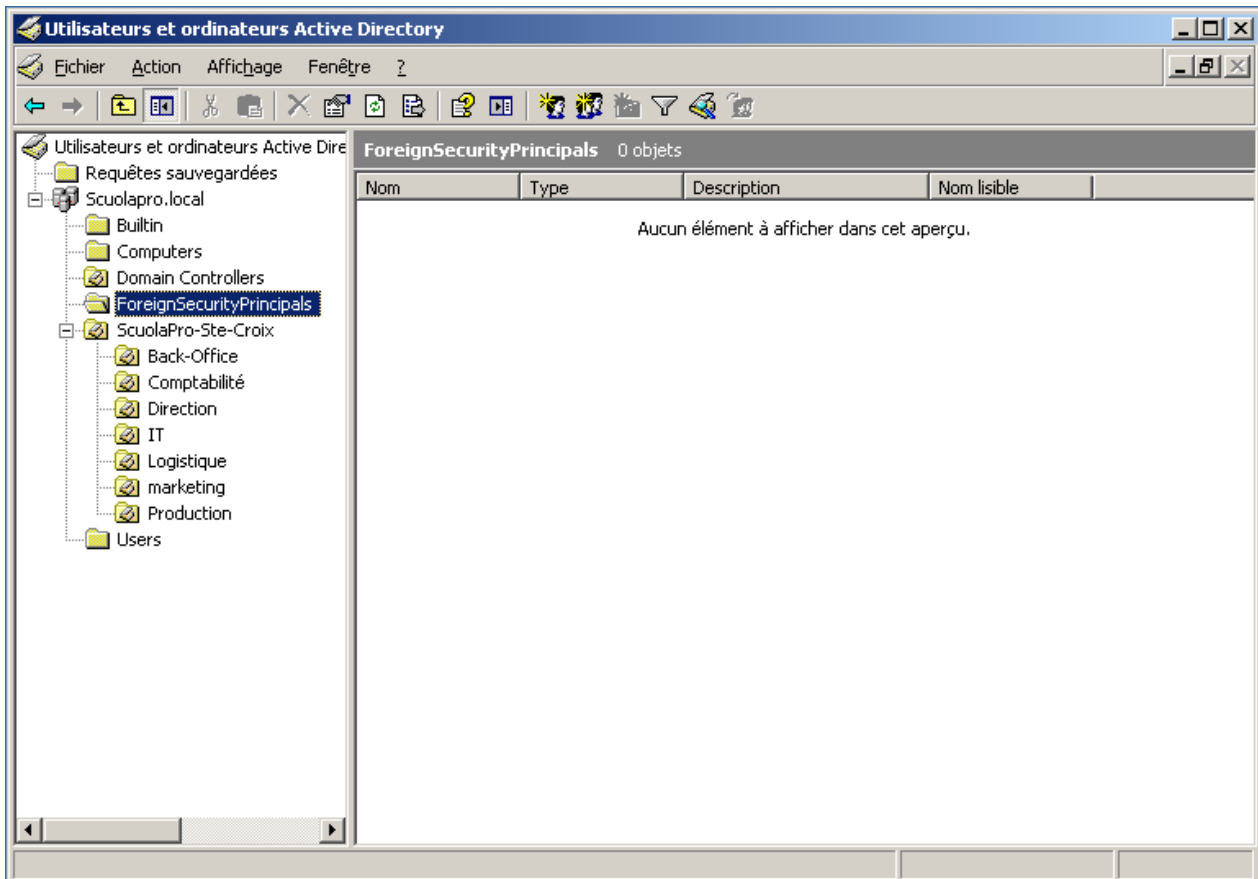 Utilisateurs et ordinateurs Active Directory
Fichier Action Affichage Fenêtre ?
Utilisateurs et ordinateurs Active Dire
Requêtes sauvegardées
Scuolapro.local
Builtin
Computers
Domain Controllers
ForeignSecurityPrincipals
ScuolaPro-Ste-Croix
Back-Office
Comptabilité
Direction
IT
Logistique
marketing
Production
Users
ForeignSecurityPrincipals 0 objets
Nom Type Description Nom lisible
Aucun élément à afficher dans cet aperçu.